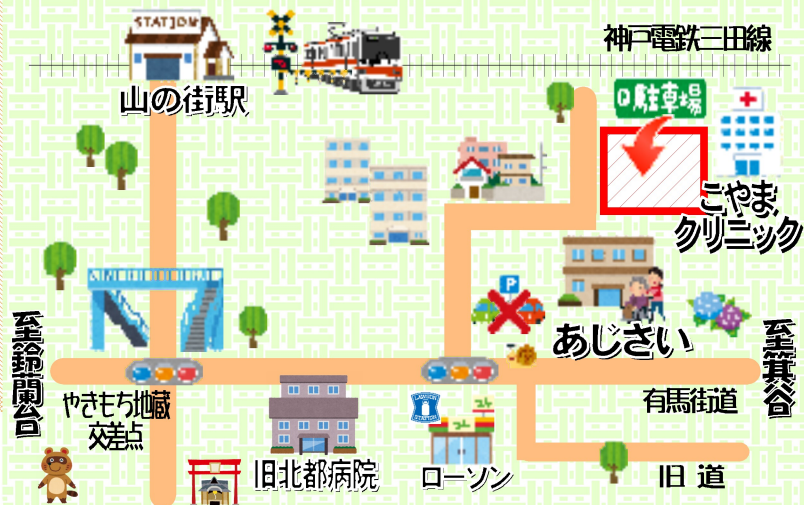 STATION
神戸電鉄三田線
山の街駅
P駐車場
こやま
クリニック
P
あじさい
至鈴蘭台
至箕谷
やきもち地蔵
交差点
有馬街道
LAWSON
STATION
旧北都病院
ローソン
旧道